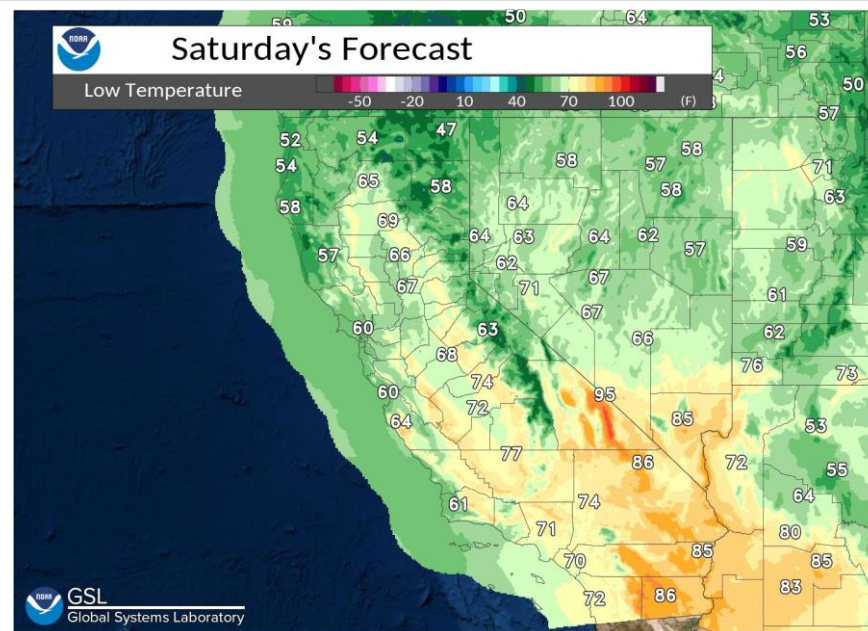 59 50 64 53
NOAA
Saturday's Forecast
56
Low Temperature
-50 -20 10 40 70 100 (F)
50
57
52 54 47
54 58 57 58 71
65 58 63
58 69 64
64 63 64 62 59
57 66 62 57
67 71 67 61
67
60 63 66 62
68 76 73
74
60 72 95
64 85 53
77 86 72 55
61 74 64
71 80
70 85 85
72 86 83
NOAA
GSL
Global Systems Laboratory